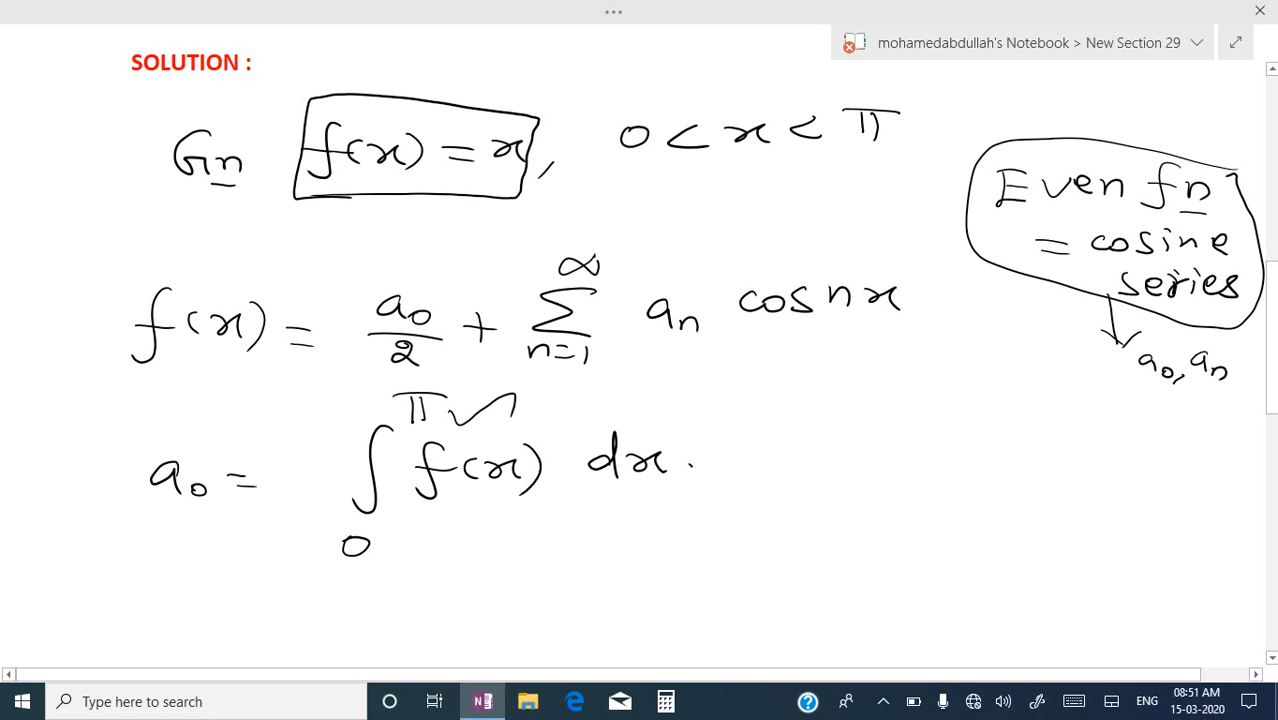 mohamedabdullah's Notebook > New Section 29
SOLUTION :
Gn f(x) = x, 0 < x < π
Even fn
= cosine
series
a0, an
f(x) = a0/2 + ∑ n=1 ∞ an cos nx
a0 = ∫ 0 π f(x) dx.
Type here to search
ENG
08:51 AM
15-03-2020